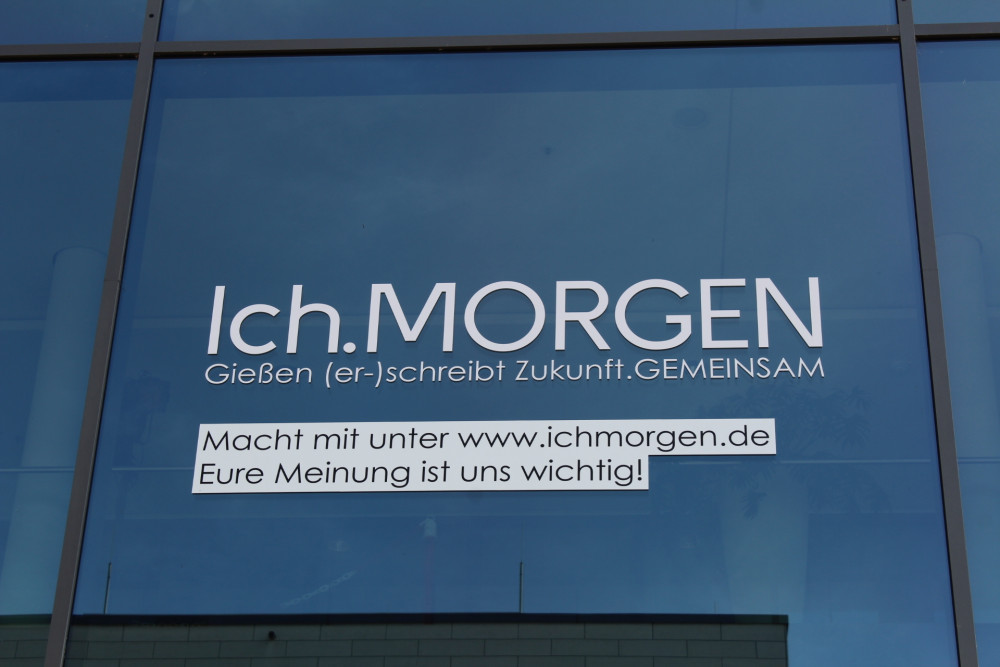 Ich.MORGEN
Gießen (er-)schreibt Zukunft.GEMEINSAM
Macht mit unter www.ichmorgen.de
Eure Meinung ist uns wichtig!